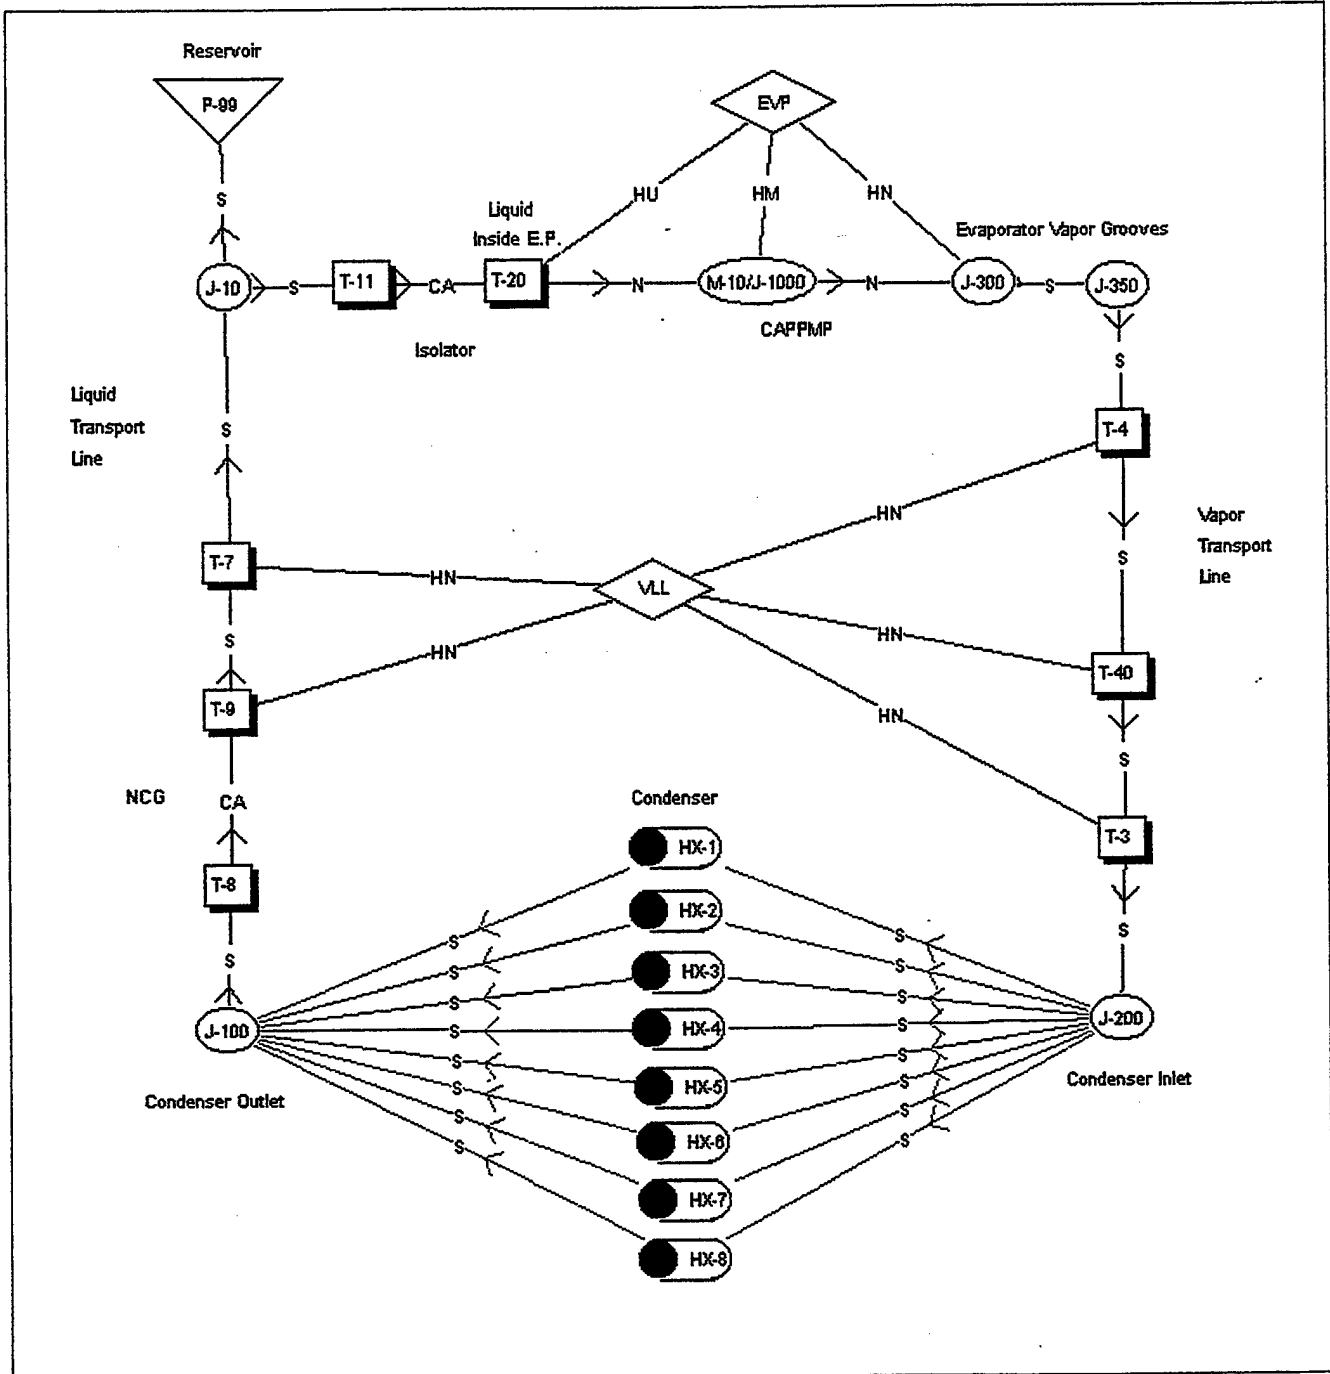 Reservoir
P-99
EVP
S
HU
HM
HN
Liquid
Inside E.P.
Evaporator Vapor Grooves
J-10
S
T-11
CA
T-20
N
M-10/J-1000
N
J-300
S
J-350
CAPPMP
Isolator
S
Liquid
Transport
Line
S
T-4
HN
Vapor
Transport
Line
S
T-7
HN
VLL
S
HN
HN
T-40
T-9
HN
S
NCG
CA
Condenser
T-3
HX-1
T-8
HX-2
S
S
S
S
S
S
HX-3
S
S
J-100
S
HX-4
S
J-200
S
S
HX-5
S
S
Condenser Outlet
Condenser Inlet
S
S
HX-6
S
S
HX-7
HX-8